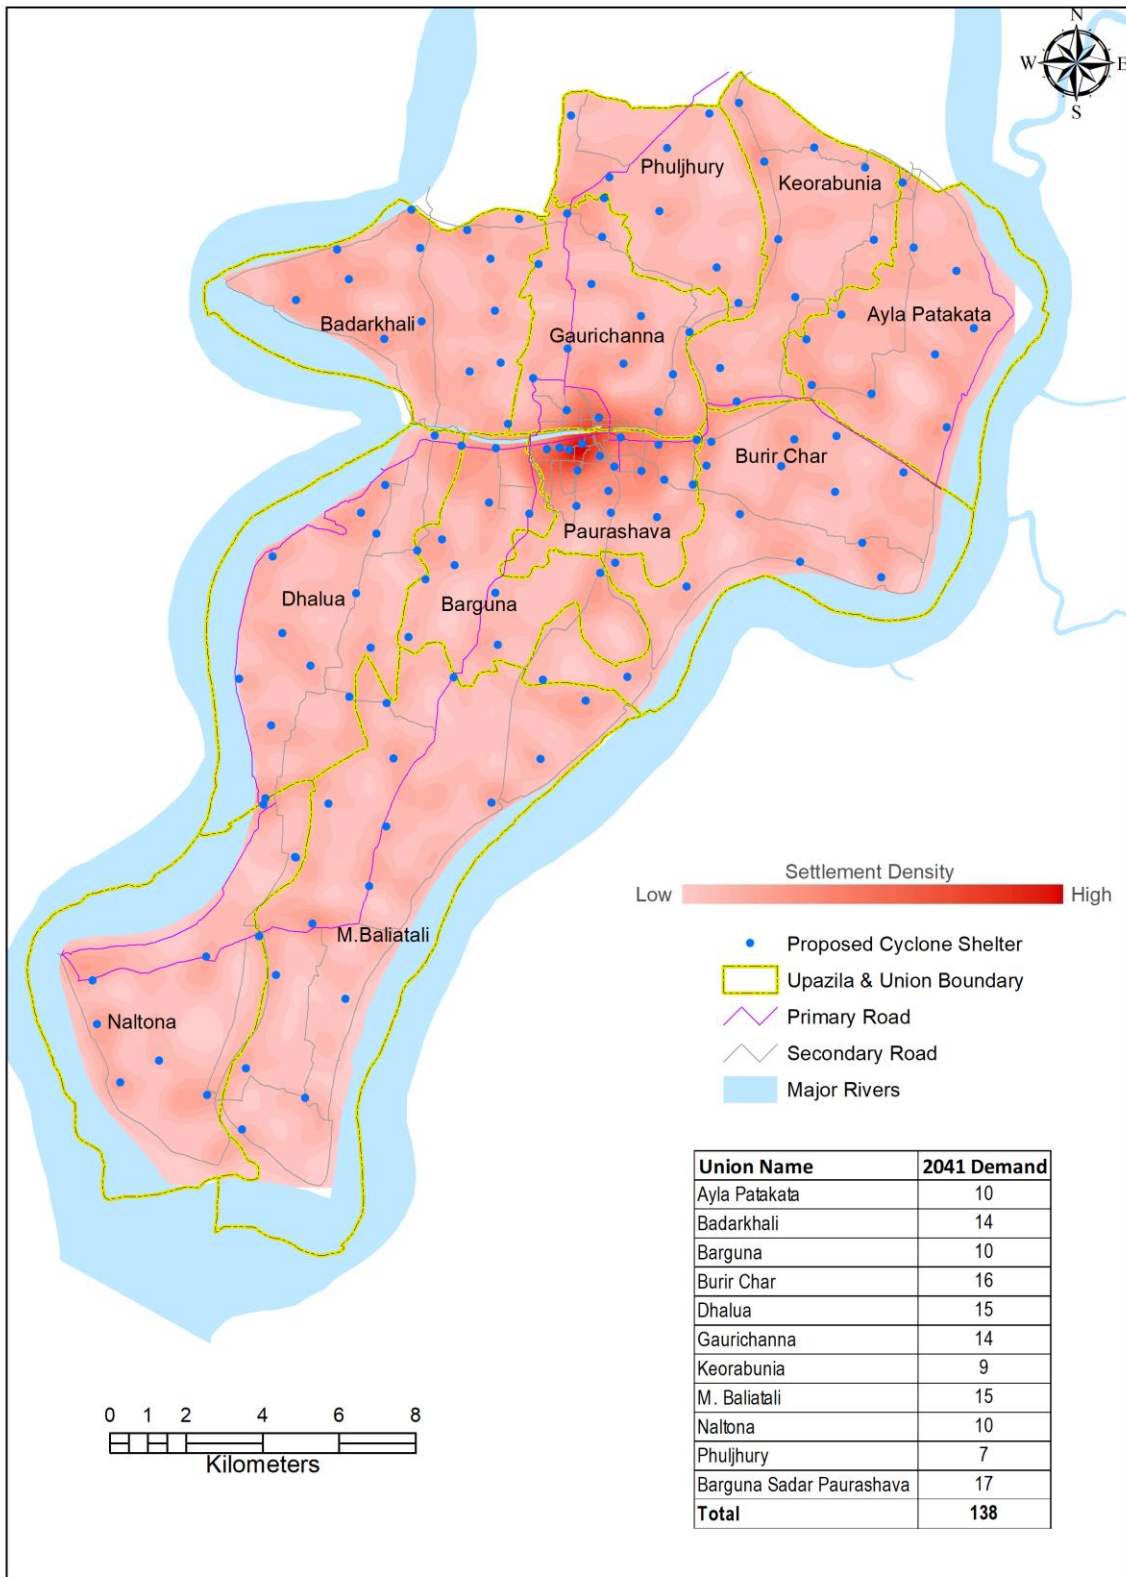 N
W E
S
Phuljhury
Keorabunia
Ayla Patakata
Badarkhali
Gaurichanna
Burir Char
Paurashava
Dhalua
Barguna
M.Baliatali
Naltona
Settlement Density
Low High
Proposed Cyclone Shelter
Upazila & Union Boundary
Primary Road
Secondary Road
Major Rivers
Union Name 2041 Demand
Ayla Patakata 10
Badarkhali 14
Barguna 10
Burir Char 16
Dhalua 15
Gaurichanna 14
Keorabunia 9
M. Baliatali 15
Naltona 10
Phuljhury 7
Barguna Sadar Paurashava 17
Total 138
0 1 2 4 6 8
Kilometers